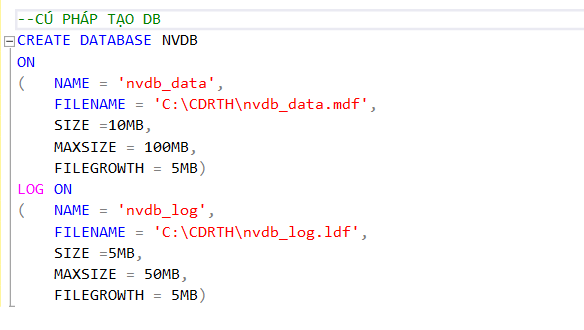 --CÚ PHÁP TẠO DB
CREATE DATABASE NVDB
ON
(   NAME = 'nvdb_data',
    FILENAME = 'C:\CDRTH\nvdb_data.mdf',
    SIZE =10MB,
    MAXSIZE = 100MB,
    FILEGROWTH = 5MB)
LOG ON
(   NAME = 'nvdb_log',
    FILENAME = 'C:\CDRTH\nvdb_log.ldf',
    SIZE =5MB,
    MAXSIZE = 50MB,
    FILEGROWTH = 5MB)